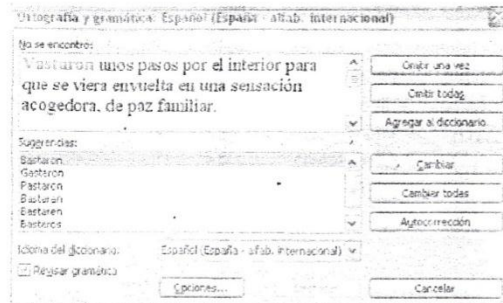 Ortografía y gramática: Español (España - alfab. internacional)
No se encontró:
Vastaron unos pasos por el interior para
que se viera envuelta en una sensación
acogedora, de paz familiar.
Omitir una vez
Omitir todas
Agregar al diccionario
Sugerencias:
Bastaron
Gastaron
Pastaron
Bastaran
Bastaren
Basteros
Cambiar
Cambiar todas
Autocorrección
Idioma del diccionario:
Español (España - alfab. internacional)
Revisar gramática
Opciones...
Cancelar